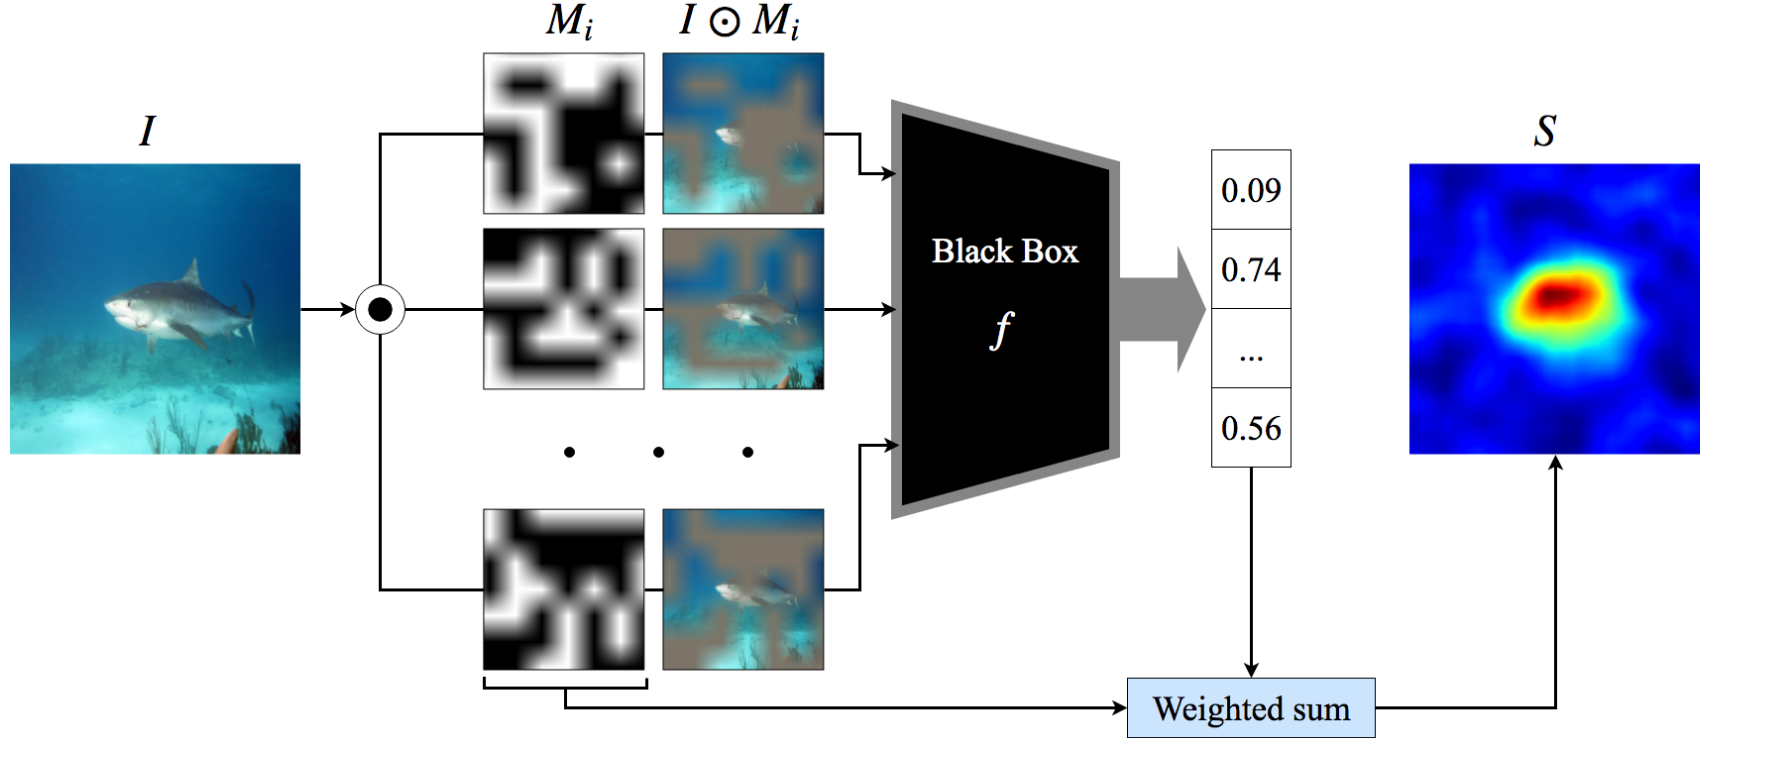 I
M_i
I ⊙ M_i
Black Box
f
0.09
0.74
...
0.56
S
Weighted sum